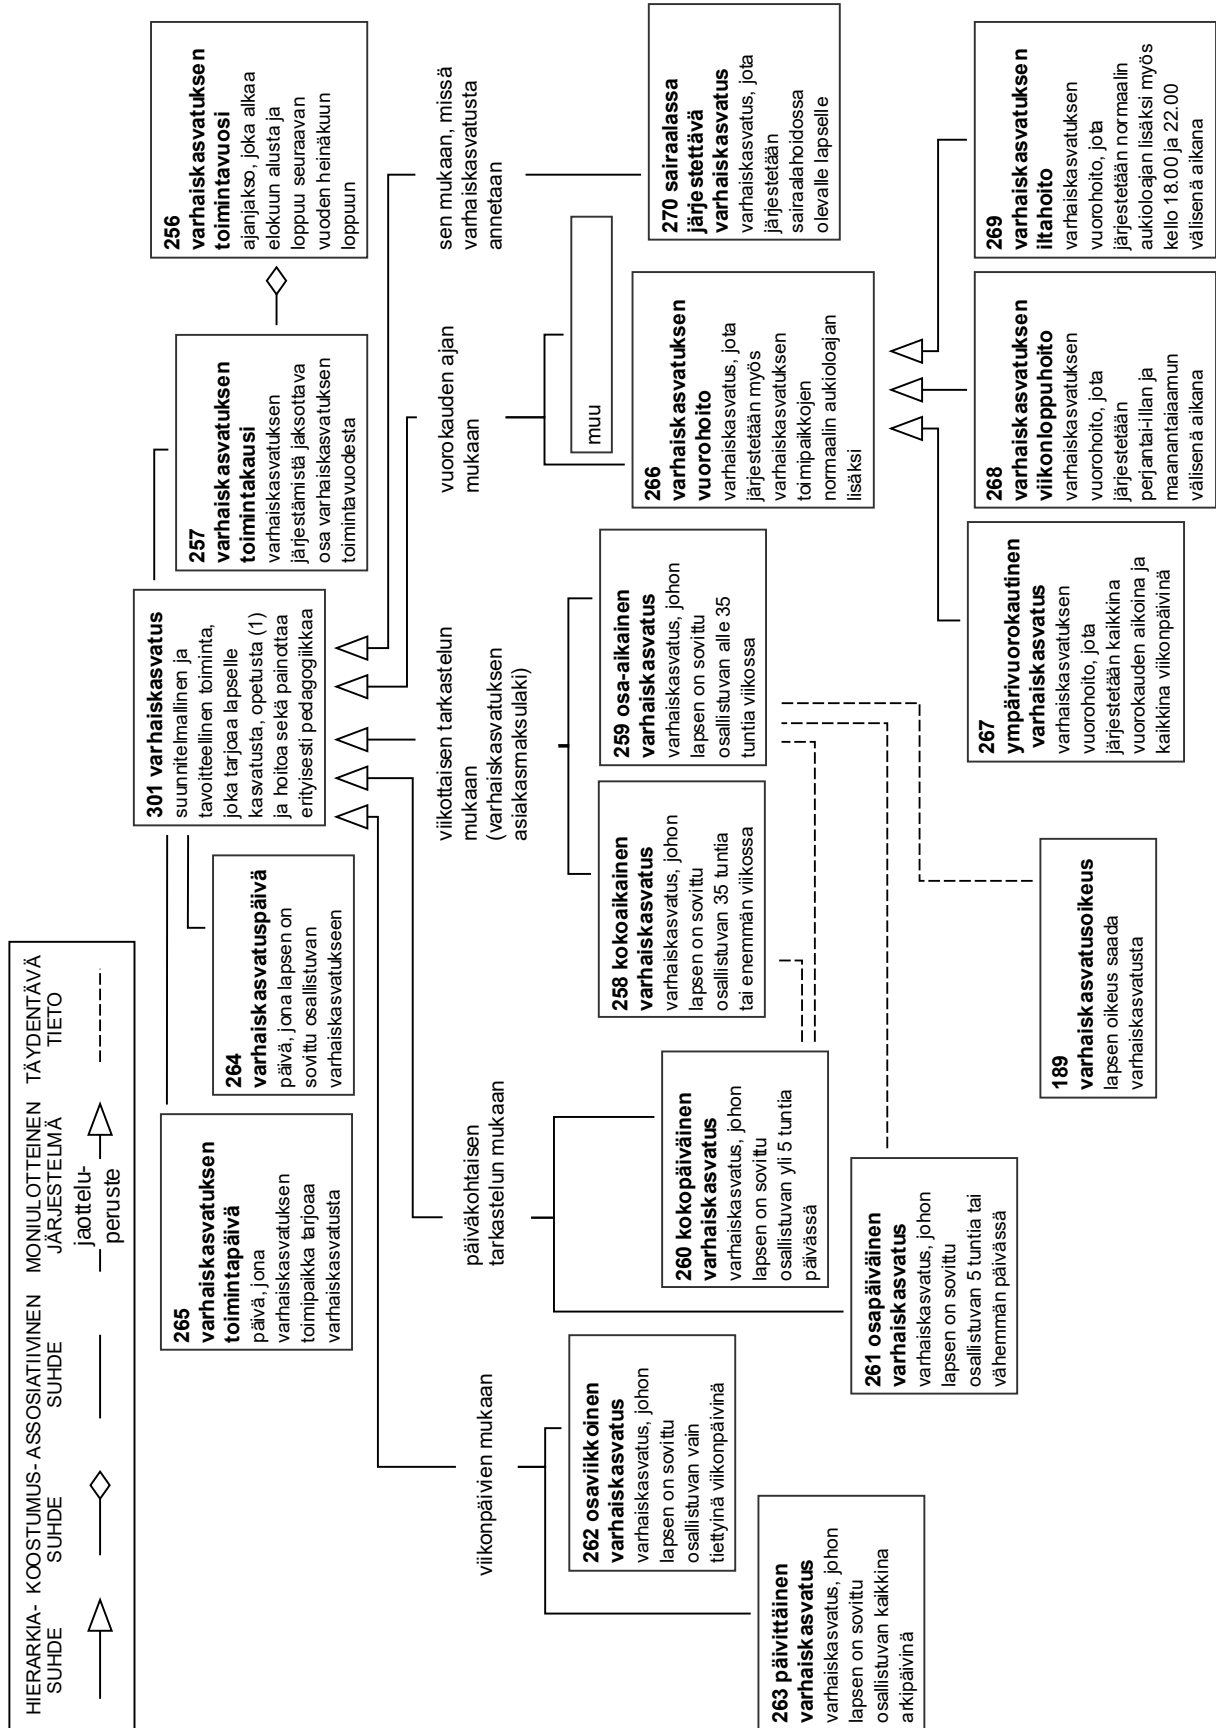 HIERARKIA-
SUHDE
KOOSTUMUS-
SUHDE
ASSOSIATIIVINEN
SUHDE
MONIULOTTEINEN
JÄRJESTELMÄ
jaottelu-
peruste
TÄYDENTÄVÄ
TIETO
265
varhaiskasvatuksen
toimintapäivä
päivä, jona
varhaiskasvatuksen
toimipaikka tarjoaa
varhaiskasvatusta
264
varhaiskasvatuspäivä
päivä, jona lapsen on
sovittu osallistuvan
varhaiskasvatukseen
301 varhaiskasvatus
suunnitelmallinen ja
tavoitteellinen toiminta,
joka tarjoaa lapselle
kasvatusta, opetusta (1)
ja hoitoa sekä painottaa
erityisesti pedagogiikkaa
257
varhaiskasvatuksen
toimintakausi
varhaiskasvatuksen
järjestämistä jaksottava
osa varhaiskasvatuksen
toimintavuodesta
256
varhaiskasvatuksen
toimintavuosi
ajanjakso, joka alkaa
elokuun alusta ja
loppuu seuraavan
vuoden heinäkuun
loppuun
viikonpäivien mukaan
päiväkohtaisen
tarkastelun mukaan
viikottaisen tarkastelun
mukaan
(varhaiskasvatuksen
asiakasmaksulaki)
vuorokauden ajan
mukaan
sen mukaan, missä
varhaiskasvatusta
annetaan
262 osaviikkoinen
varhaiskasvatus
varhaiskasvatus, johon
lapsen on sovittu
osallistuvan vain
tiettyinä viikonpäivinä
263 päivittäinen
varhaiskasvatus
varhaiskasvatus, johon
lapsen on sovittu
osallistuvan kaikkina
arkipäivinä
260 kokopäiväinen
varhaiskasvatus
varhaiskasvatus, johon
lapsen on sovittu
osallistuvan yli 5 tuntia
päivässä
261 osapäiväinen
varhaiskasvatus
varhaiskasvatus, johon
lapsen on sovittu
osallistuvan 5 tuntia tai
vähemmän päivässä
258 kokoaikainen
varhaiskasvatus
varhaiskasvatus, johon
lapsen on sovittu
osallistuvan 35 tuntia
tai enemmän viikossa
259 osa-aikainen
varhaiskasvatus
varhaiskasvatus, johon
lapsen on sovittu
osallistuvan alle 35
tuntia viikossa
189
varhaiskasvatusoikeus
lapsen oikeus saada
varhaiskasvatusta
muu
266
varhaiskasvatuksen
vuorohoito
varhaiskasvatus, jota
järjestetään myös
varhaiskasvatuksen
toimipaikkojen
normaalin aukioloajan
lisäksi
270 sairaalassa
järjestettävä
varhaiskasvatus
varhaiskasvatus, jota
järjestetään
sairaalahoidossa
olevalle lapselle
267
ympärivuorokautinen
varhaiskasvatus
varhaiskasvatuksen
vuorohoito, jota
järjestetään kaikkina
vuorokauden aikoina ja
kaikkina viikonpäivinä
268
varhaiskasvatuksen
viikonloppuhoito
varhaiskasvatuksen
vuorohoito, jota
järjestetään
perjantai-illan ja
maanantaiaamun
välisenä aikana
269
varhaiskasvatuksen
iltahoito
varhaiskasvatuksen
vuorohoito, jota
järjestetään normaalin
aukioloajan lisäksi myös
kello 18.00 ja 22.00
välisenä aikana